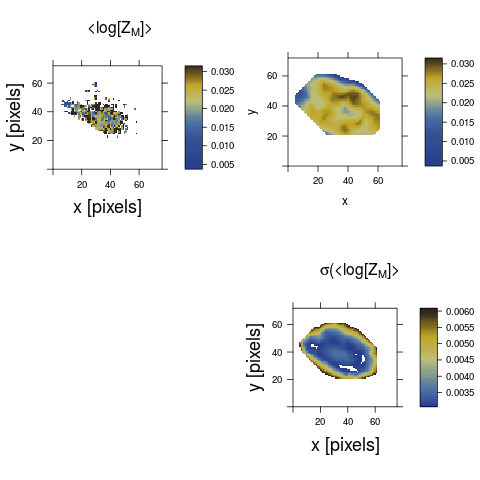 <log[Z_M]>
60
40
20
20 40 60
x [pixels]
y [pixels]
0.030
0.025
0.020
0.015
0.010
0.005
60
40
20
20 40 60
x
y
0.030
0.025
0.020
0.015
0.010
0.005
σ(<log[Z_M]>
60
40
20
20 40 60
x [pixels]
y [pixels]
0.0060
0.0055
0.0050
0.0045
0.0040
0.0035